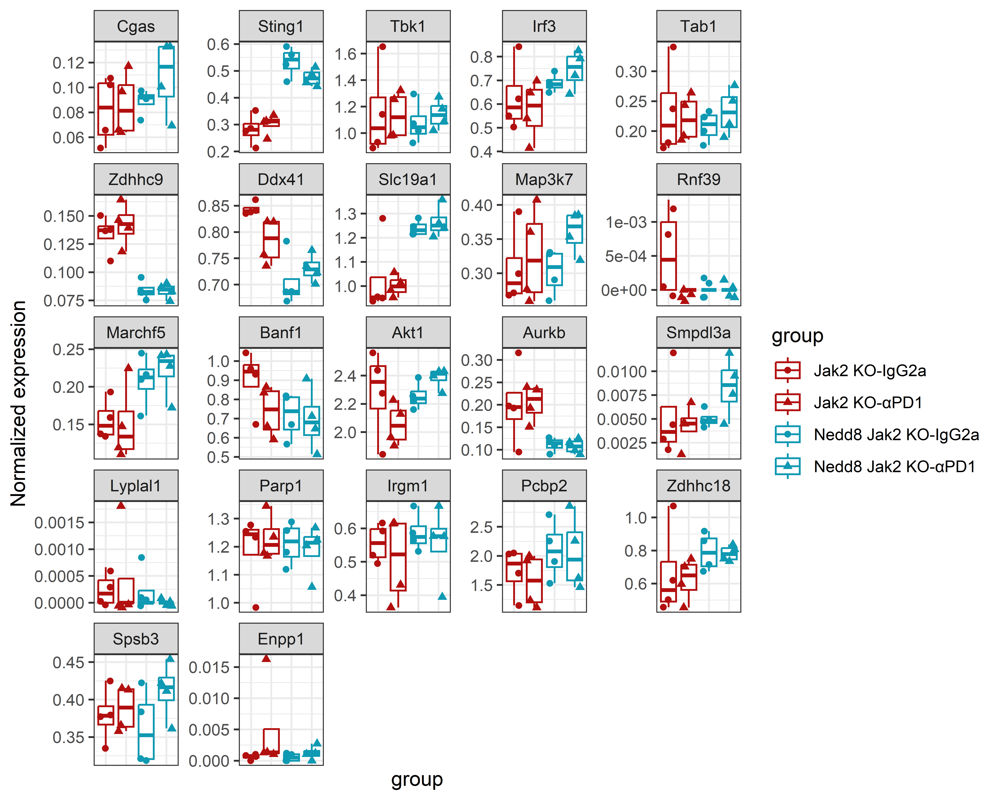 Cgas Sting1 Tbk1 Irf3 Tab1
0.12 0.10 0.08 0.06
0.6 0.5 0.4 0.3 0.2
1.6 1.4 1.2 1.0
0.8 0.7 0.6 0.5 0.4
0.30 0.25 0.20
Zdhhc9 Ddx41 Slc19a1 Map3k7 Rnf39
0.150 0.125 0.100 0.075
0.85 0.80 0.75 0.70
1.3 1.2 1.1 1.0
0.40 0.35 0.30
1e-03 5e-04 0e+00
Marchf5 Banf1 Akt1 Aurkb Smpdl3a
0.25 0.20 0.15
1.0 0.9 0.8 0.7 0.6 0.5
2.4 2.2 2.0
0.30 0.25 0.20 0.15 0.10
0.0100 0.0075 0.0050 0.0025
Lyplal1 Parp1 Irgm1 Pcbp2 Zdhhc18
0.0015 0.0010 0.0005 0.0000
1.3 1.2 1.1 1.0
0.6 0.5 0.4
2.5 2.0 1.5
1.0 0.8 0.6
Spsb3 Enpp1
0.45 0.40 0.35
0.015 0.010 0.005 0.000
Normalized expression
group
group
Jak2 KO-IgG2a
Jak2 KO-αPD1
Nedd8 Jak2 KO-IgG2a
Nedd8 Jak2 KO-αPD1